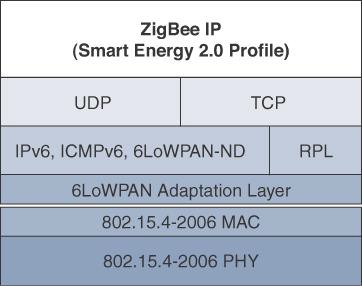 ZigBee IP
(Smart Energy 2.0 Profile)
UDP
TCP
IPv6, ICMPv6, 6LoWPAN-ND
RPL
6LoWPAN Adaptation Layer
802.15.4-2006 MAC
802.15.4-2006 PHY